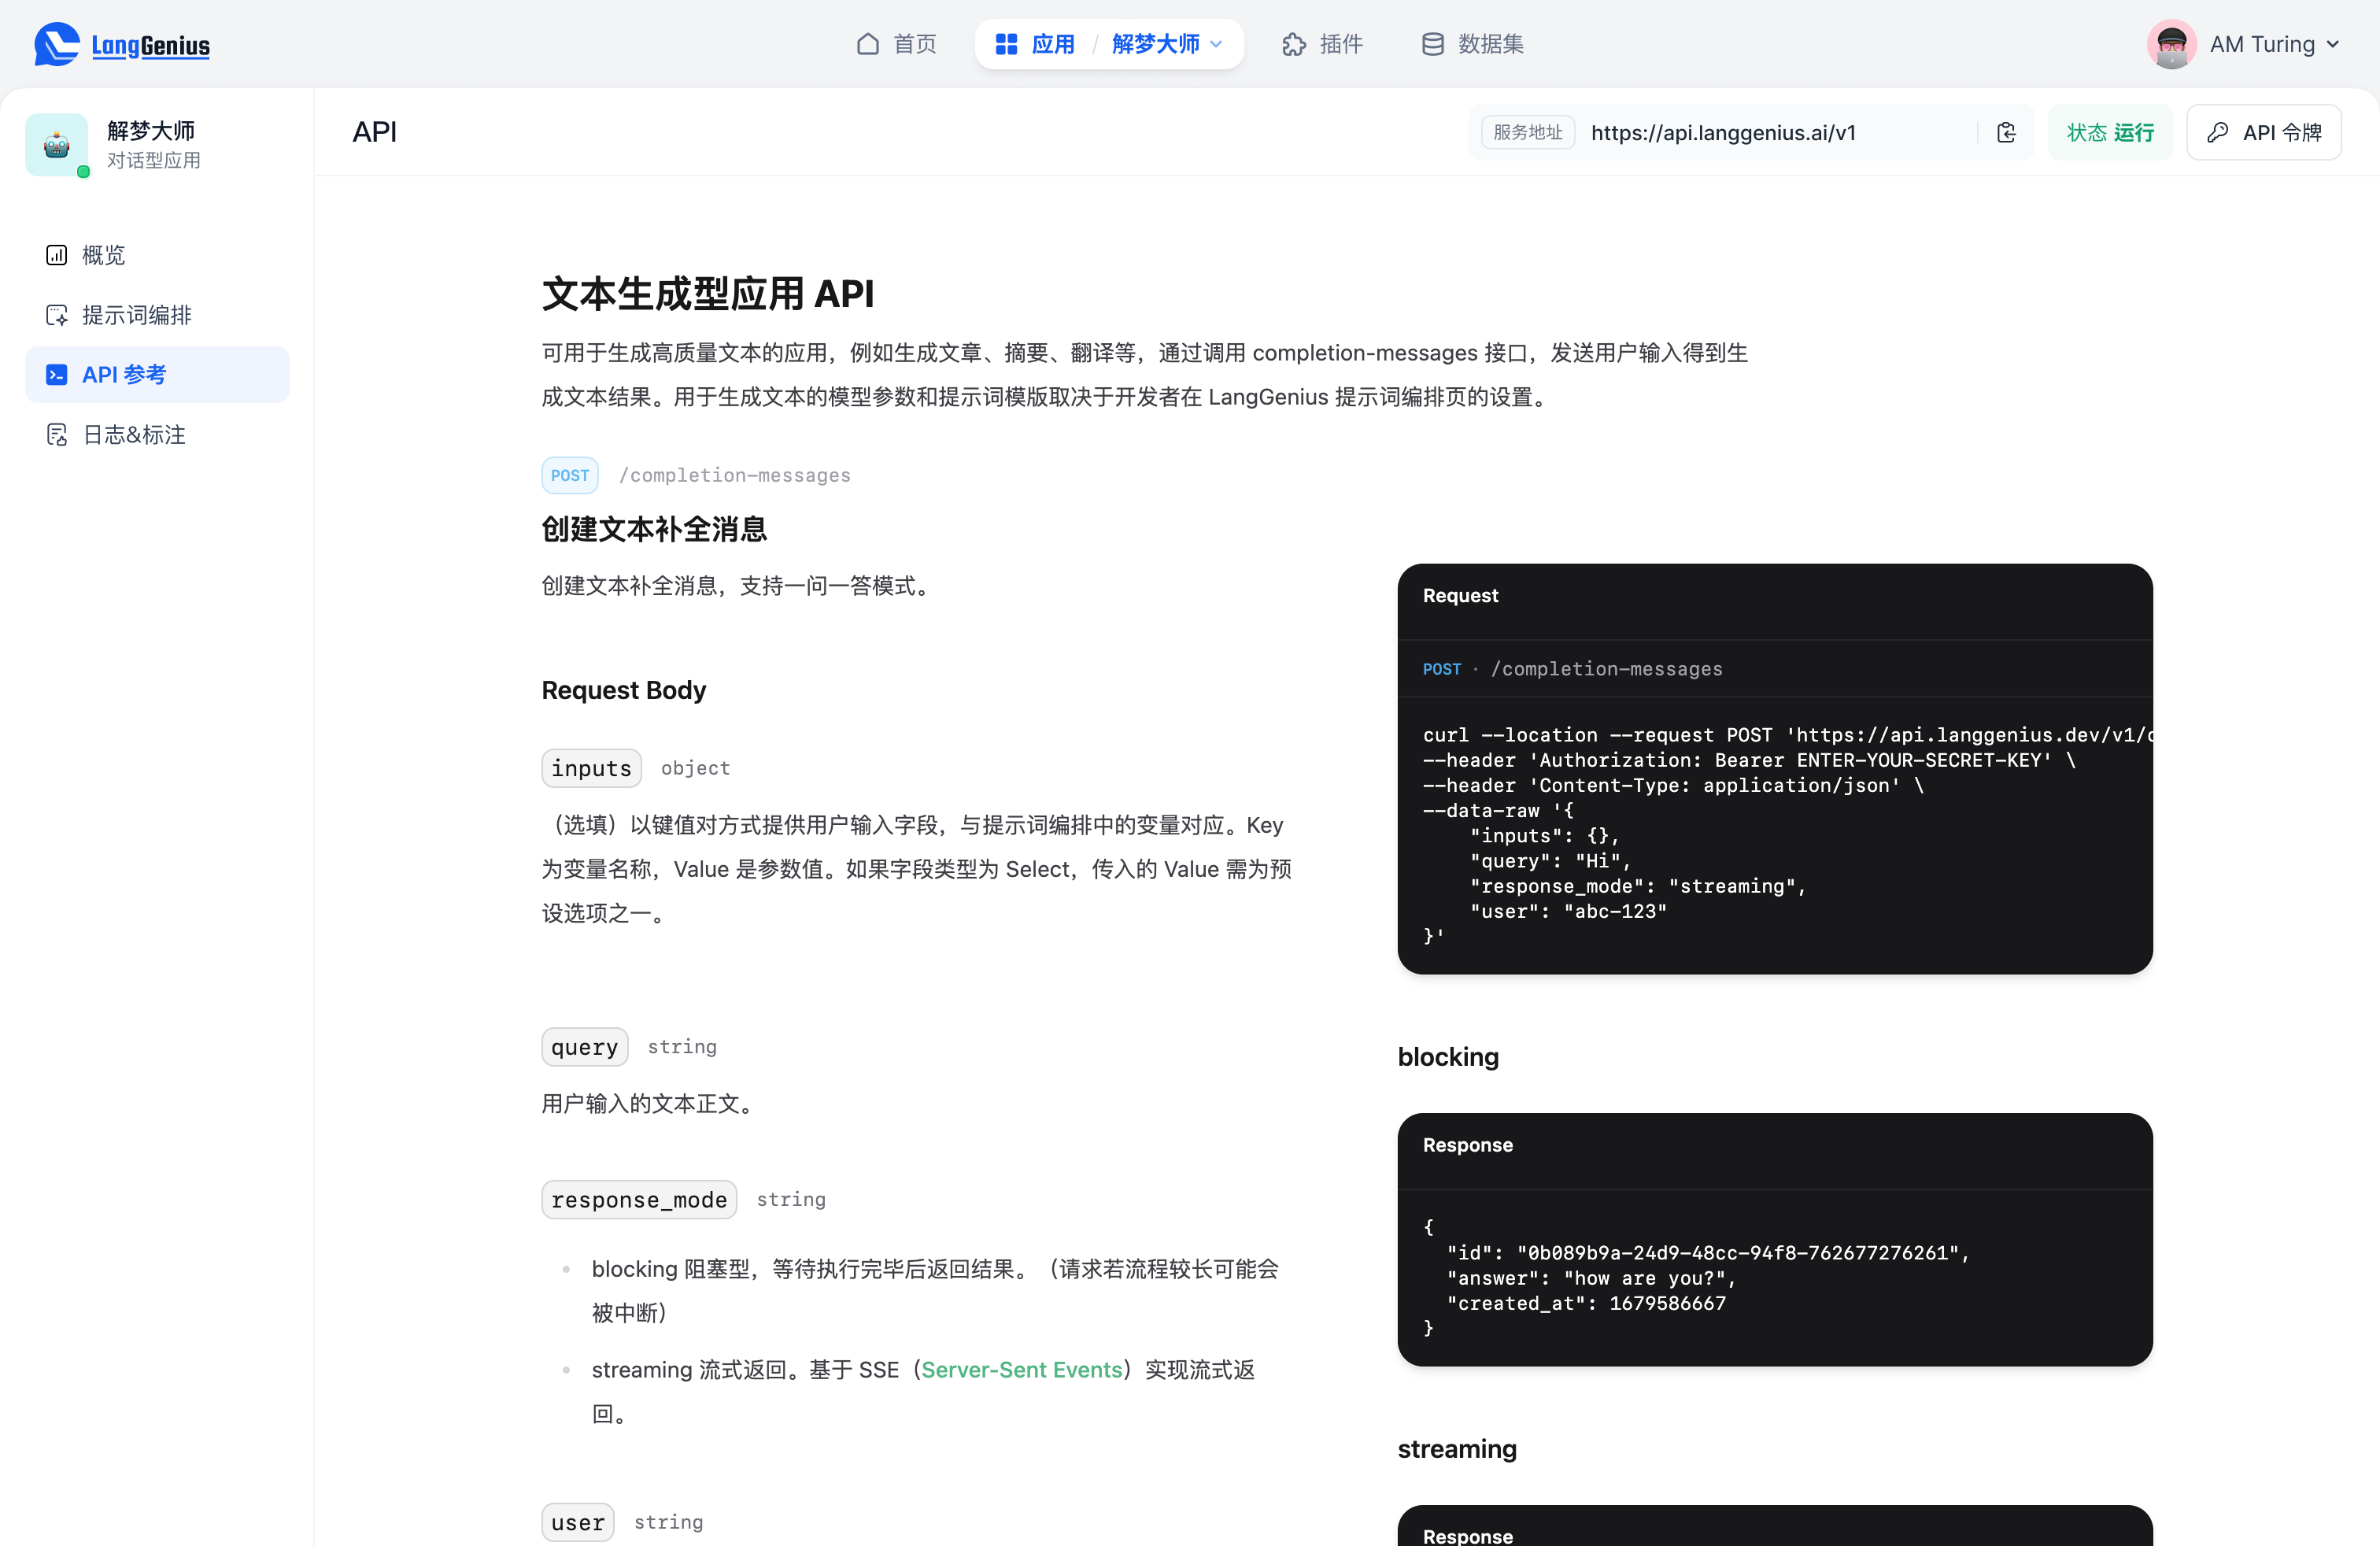 LangGenius
首页
应用 / 解梦大师
插件
数据集
AM Turing
解梦大师
对话型应用
概览
提示词编排
API 参考
日志&标注
API
服务地址 https://api.langgenius.ai/v1
状态 运行
API 令牌
文本生成型应用 API
可用于生成高质量文本的应用，例如生成文章、摘要、翻译等，通过调用 completion-messages 接口，发送用户输入得到生
成文本结果。用于生成文本的模型参数和提示词模版取决于开发者在 LangGenius 提示词编排页的设置。
POST /completion-messages
创建文本补全消息
创建文本补全消息，支持一问一答模式。
Request Body
inputs object
（选填）以键值对方式提供用户输入字段，与提示词编排中的变量对应。Key
为变量名称，Value 是参数值。如果字段类型为 Select，传入的 Value 需为预
设选项之一。
query string
用户输入的文本正文。
response_mode string
blocking 阻塞型，等待执行完毕后返回结果。（请求若流程较长可能会
被中断）
streaming 流式返回。基于 SSE（Server-Sent Events）实现流式返
回。
user string
Request
POST · /completion-messages
curl --location --request POST 'https://api.langgenius.dev/v1/c
--header 'Authorization: Bearer ENTER-YOUR-SECRET-KEY' \
--header 'Content-Type: application/json' \
--data-raw '{
    "inputs": {},
    "query": "Hi",
    "response_mode": "streaming",
    "user": "abc-123"
}'
blocking
Response
{
  "id": "0b089b9a-24d9-48cc-94f8-762677276261",
  "answer": "how are you?",
  "created_at": 1679586667
}
streaming
Response